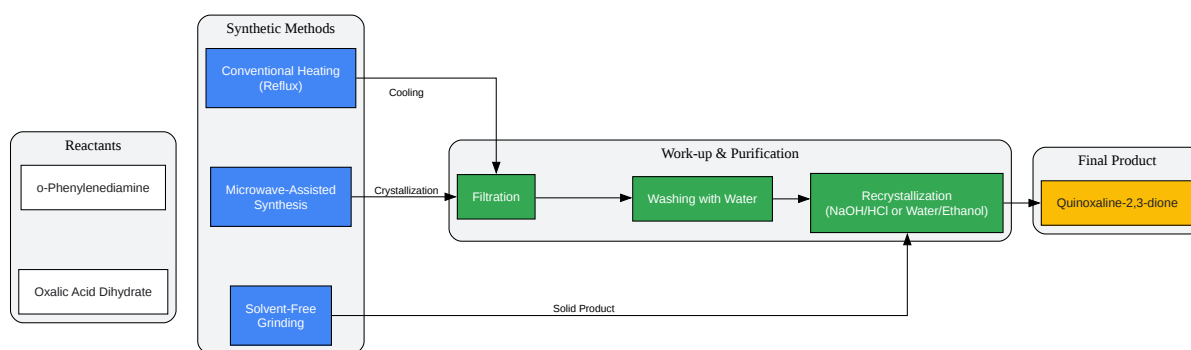 Reactants
o-Phenylenediamine
Oxalic Acid Dihydrate
Synthetic Methods
Conventional Heating
(Reflux)
Microwave-Assisted
Synthesis
Solvent-Free
Grinding
Cooling
Crystallization
Solid Product
Work-up & Purification
Filtration
Washing with Water
Recrystallization
(NaOH/HCl or Water/Ethanol)
Final Product
Quinoxaline-2,3-dione